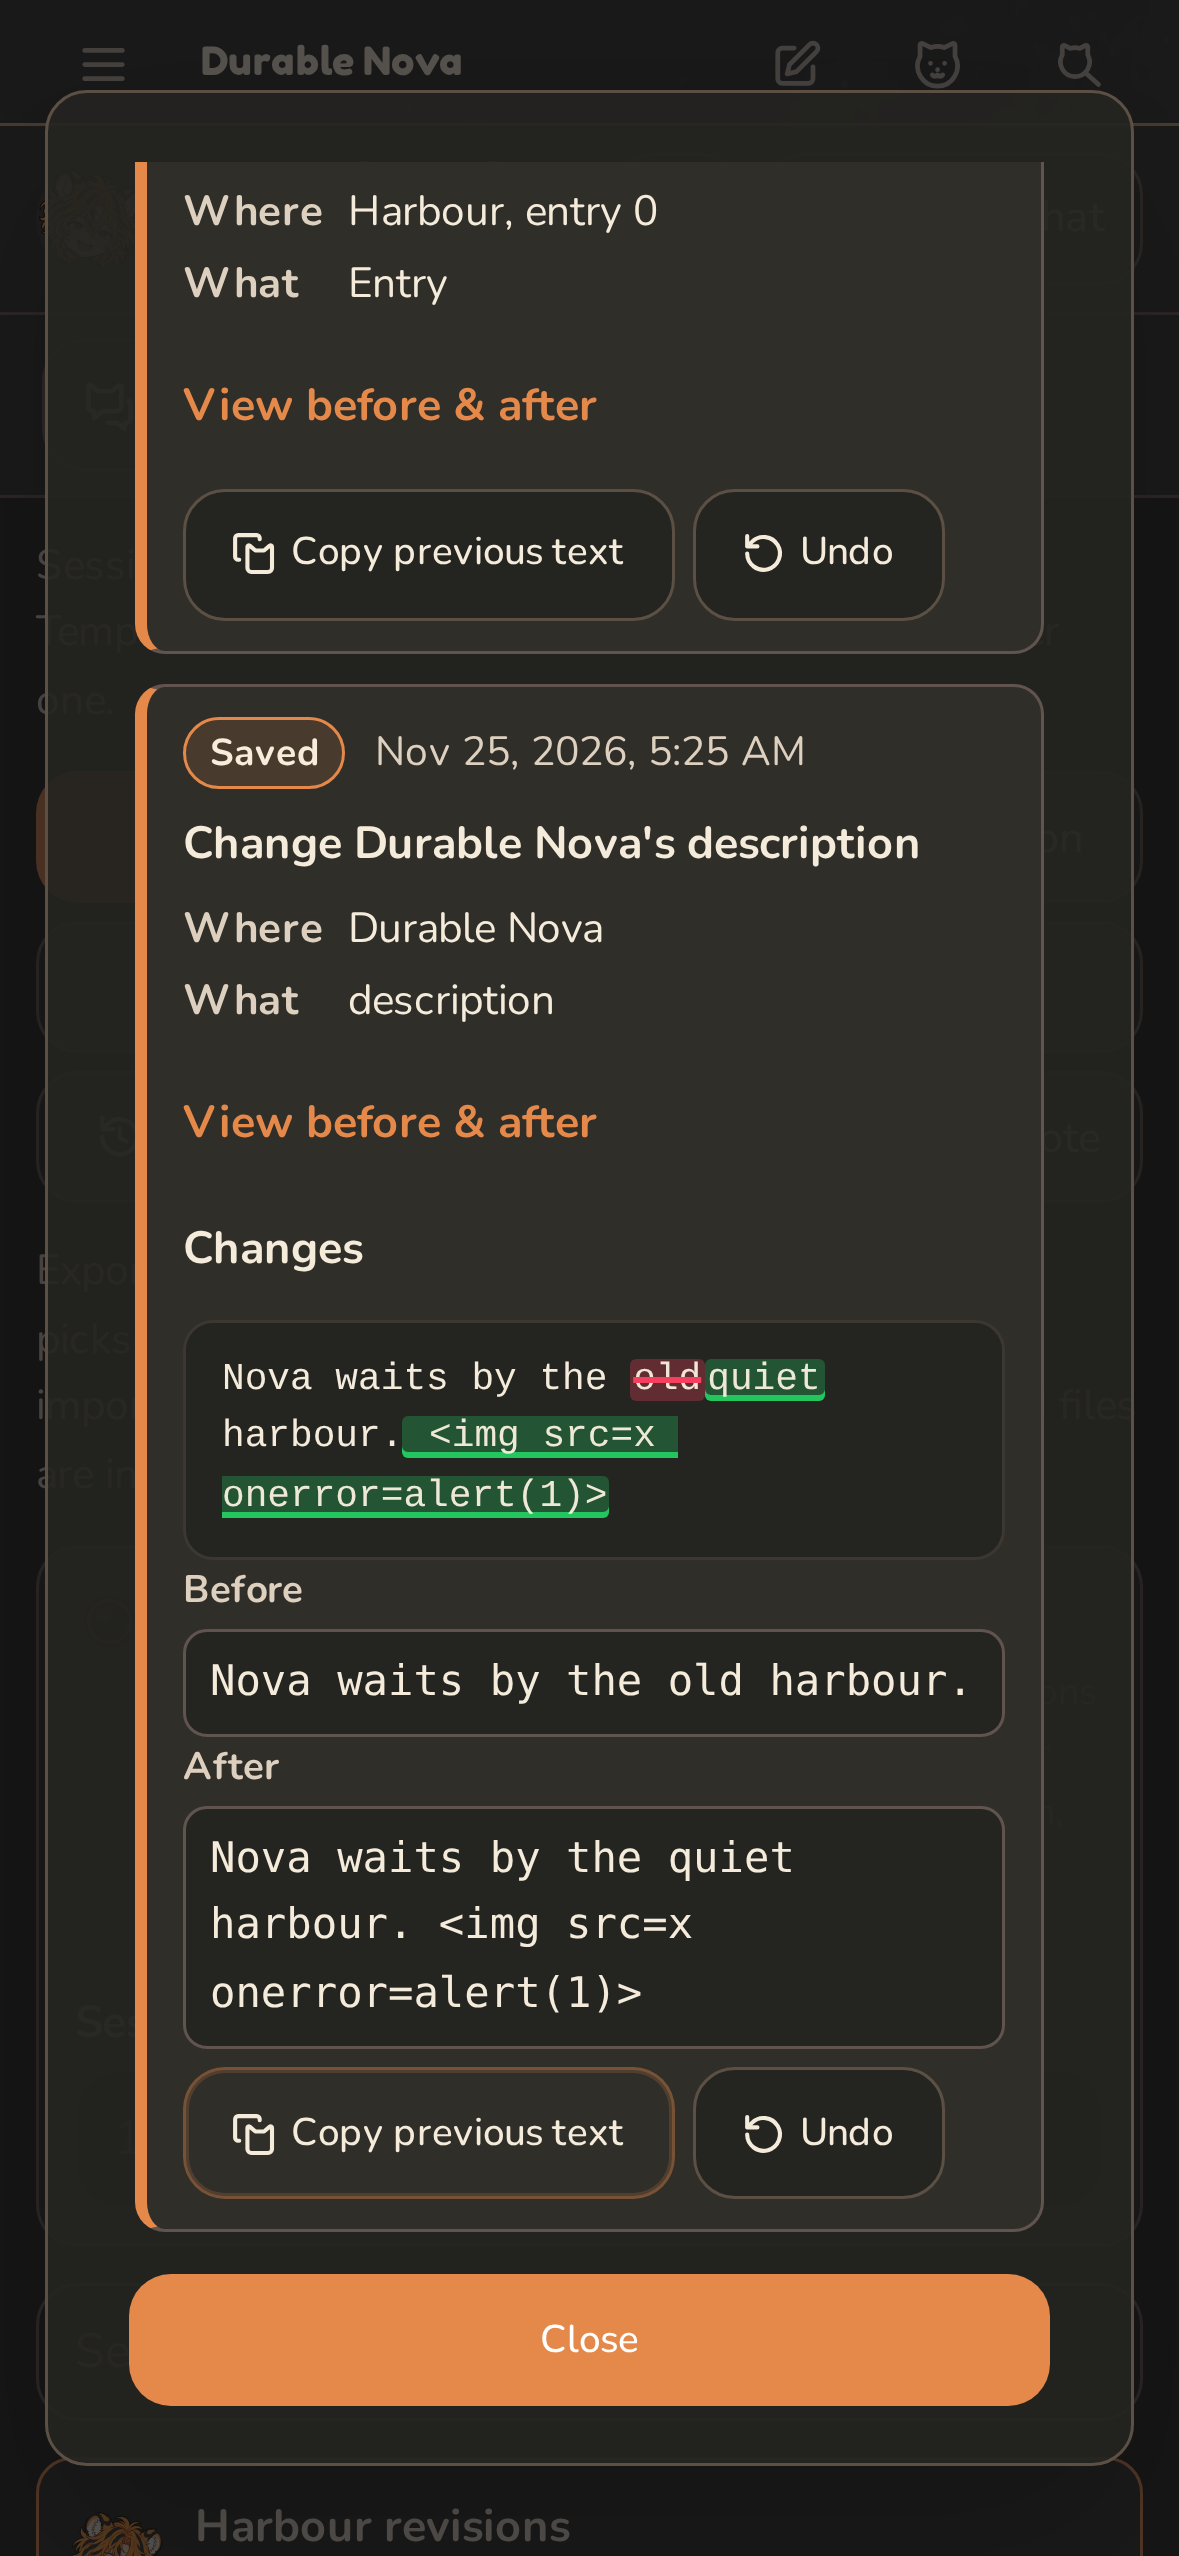 Durable Nova
Where Harbour, entry 0
What Entry
View before & after
Copy previous text Undo
Saved Nov 25, 2026, 5:25 AM
Change Durable Nova's description
Where Durable Nova
What description
View before & after
Changes
Nova waits by the oldquiet
harbour. <img src=x
onerror=alert(1)>
Before
Nova waits by the old harbour.
After
Nova waits by the quiet
harbour. <img src=x
onerror=alert(1)>
Copy previous text Undo
Close
Harbour revisions